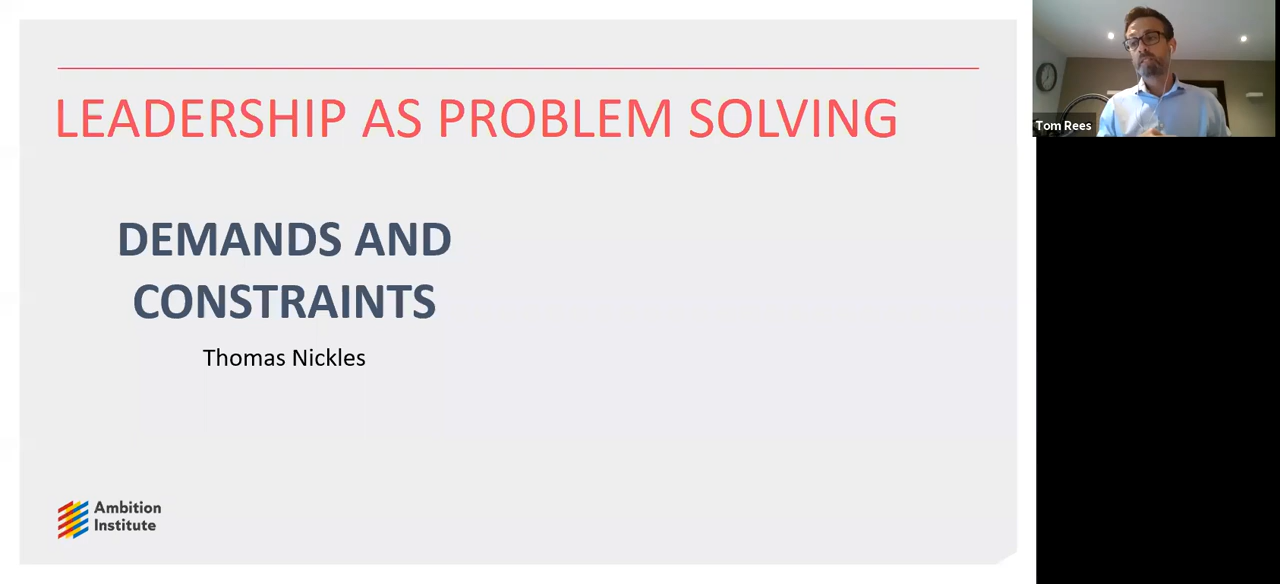 LEADERSHIP AS PROBLEM SOLVING
DEMANDS AND
CONSTRAINTS
Thomas Nickles
Ambition
Institute
Tom Rees